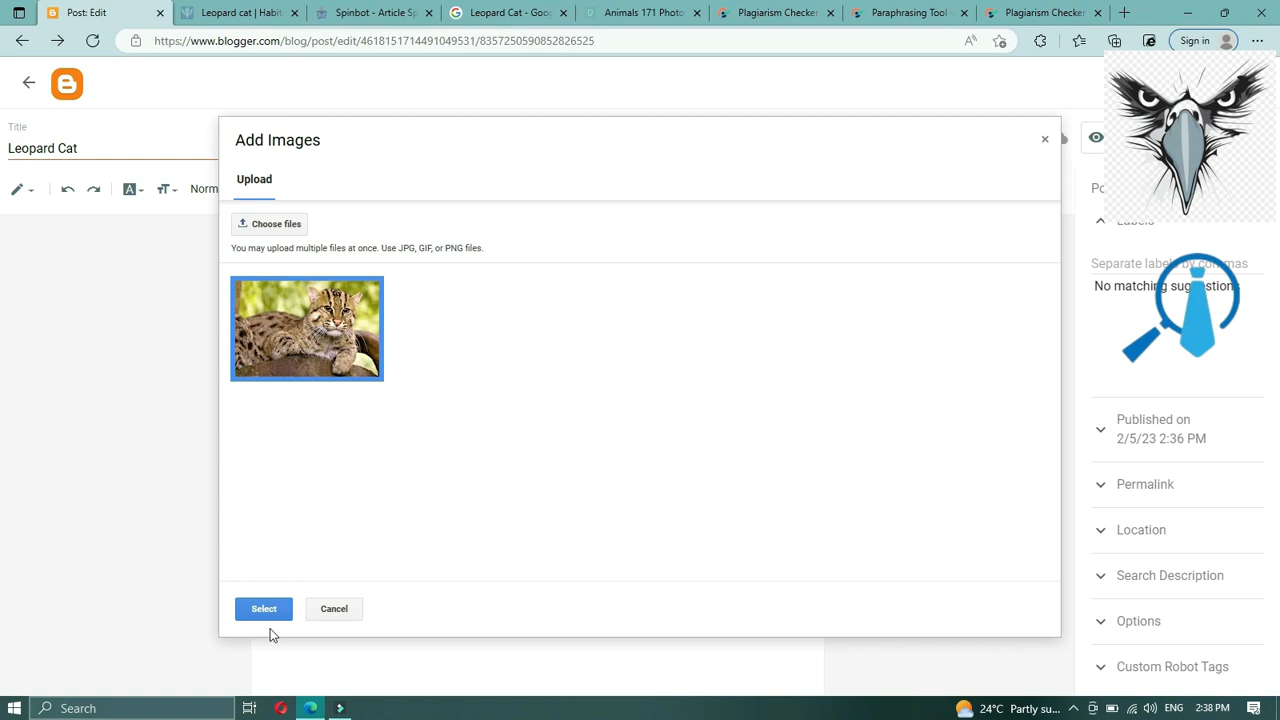 Post: Edit
Leopard cat | Habit
Spinbot - Article Sp
Leopard Cat - Goog
Animals 171 Photo
Plagiarism Check
Paraphrasing Tool
Plagiarism Checker
https://www.blogger.com/blog/post/edit/4618151714491049531/8357250590852826525
Sign in
Title
Leopard Cat
Norm
Add Images
Upload
Choose files
You may upload multiple files at once. Use JPG, GIF, or PNG files.
Select
Cancel
Po
Labels
Separate labels by commas
No matching suggestions
Published on
2/5/23 2:36 PM
Permalink
Location
Search Description
Options
Custom Robot Tags
Search
24°C Partly su...
ENG
2:38 PM